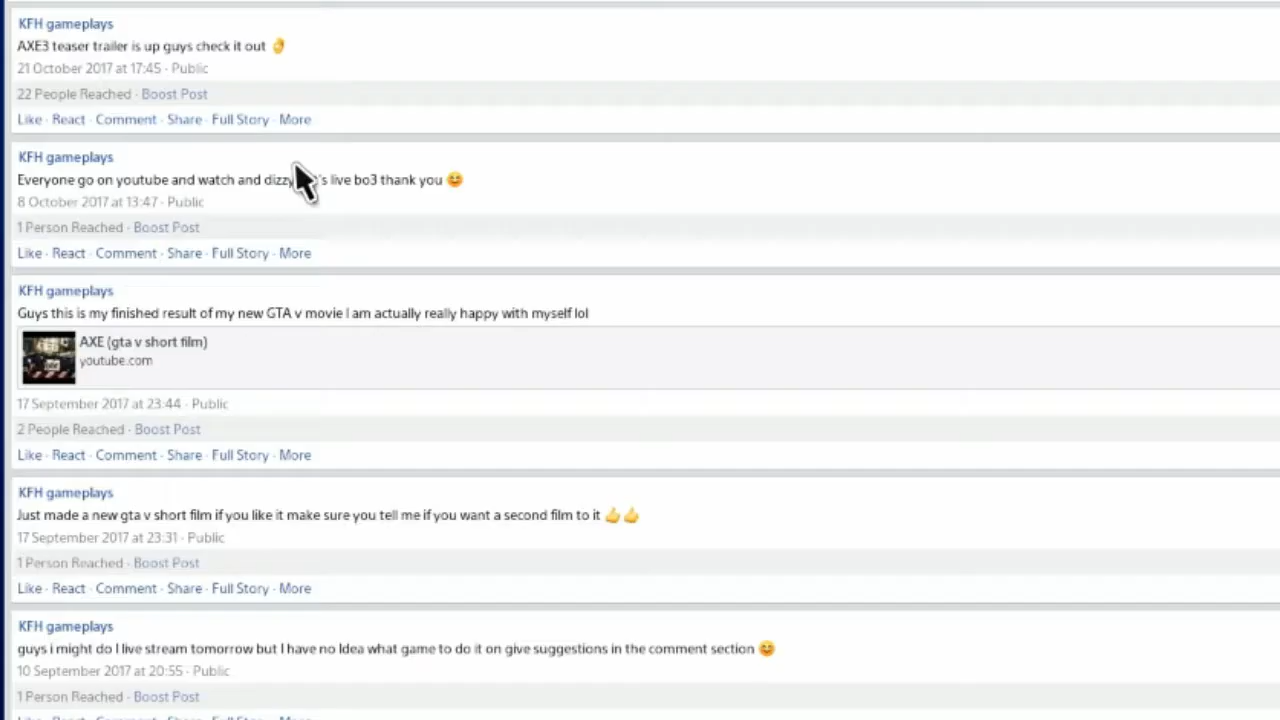 KFH gameplays
AXE3 teaser trailer is up guys check it out 👌
21 October 2017 at 17:45 · Public
22 People Reached · Boost Post
Like · React · Comment · Share · Full Story · More
KFH gameplays
Everyone go on youtube and watch and dizzy 's live bo3 thank you 😊
8 October 2017 at 13:47 · Public
1 Person Reached · Boost Post
Like · React · Comment · Share · Full Story · More
KFH gameplays
Guys this is my finished result of my new GTA v movie I am actually really happy with myself lol
AXE (gta v short film)
youtube.com
17 September 2017 at 23:44 · Public
2 People Reached · Boost Post
Like · React · Comment · Share · Full Story · More
KFH gameplays
Just made a new gta v short film if you like it make sure you tell me if you want a second film to it 👍👍
17 September 2017 at 23:31 · Public
1 Person Reached · Boost Post
Like · React · Comment · Share · Full Story · More
KFH gameplays
guys i might do I live stream tomorrow but I have no Idea what game to do it on give suggestions in the comment section 😊
10 September 2017 at 20:55 · Public
1 Person Reached · Boost Post
Like · React · Comment · Share · Full Story · More